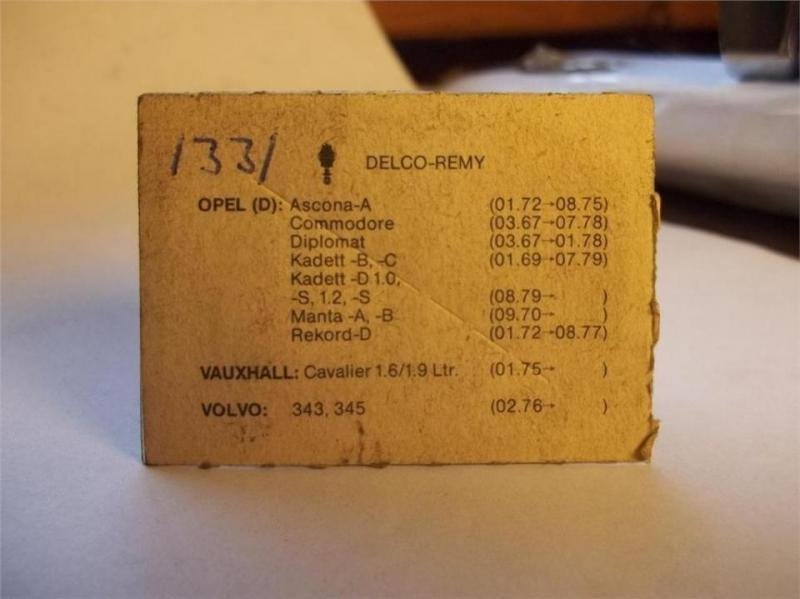 1331 DELCO-REMY
OPEL (D): Ascona-A (01.72→08.75)
Commodore (03.67→07.78)
Diplomat (03.67→01.78)
Kadett -B, -C (01.69→07.79)
Kadett -D 1.0,
-S, 1.2, -S (08.79→ )
Manta -A, -B (09.70→ )
Rekord-D (01.72→08.77)
VAUXHALL: Cavalier 1.6/1.9 Ltr. (01.75→ )
VOLVO: 343, 345 (02.76→ )